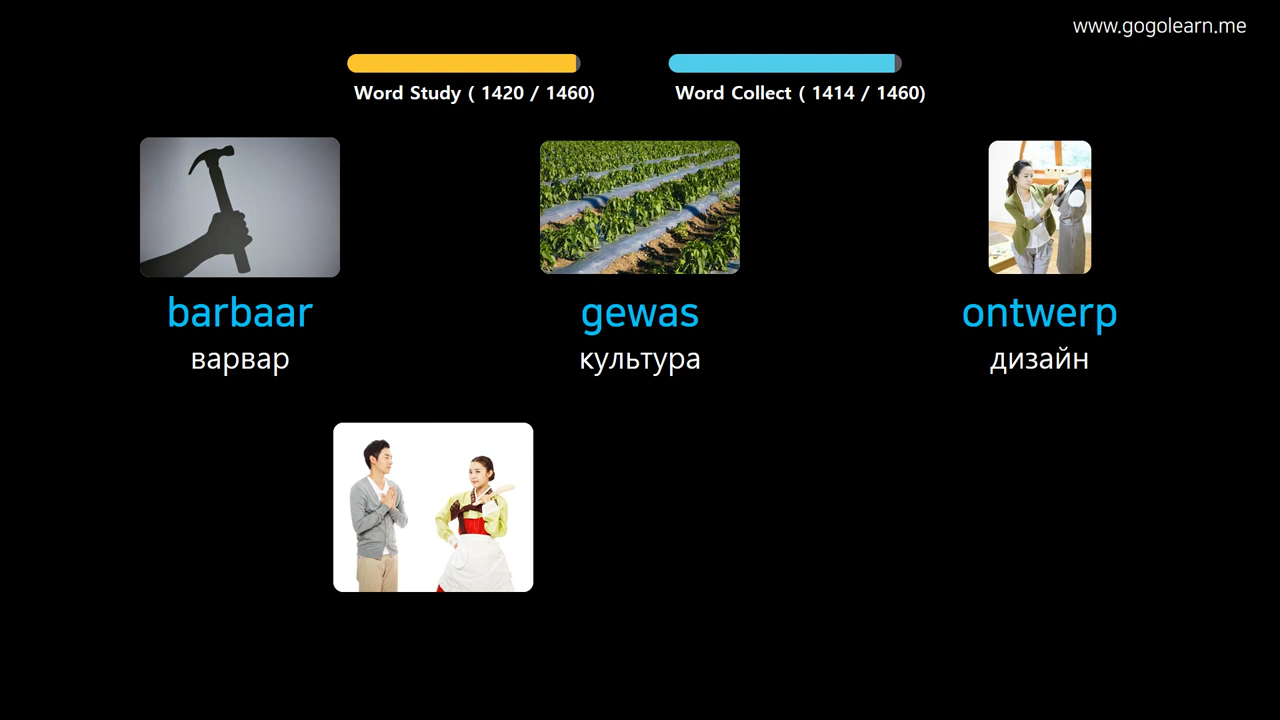 www.gogolearn.me
Word Study ( 1420 / 1460)
Word Collect ( 1414 / 1460)
barbaar
gewas
ontwerp
варвар
культура
дизайн